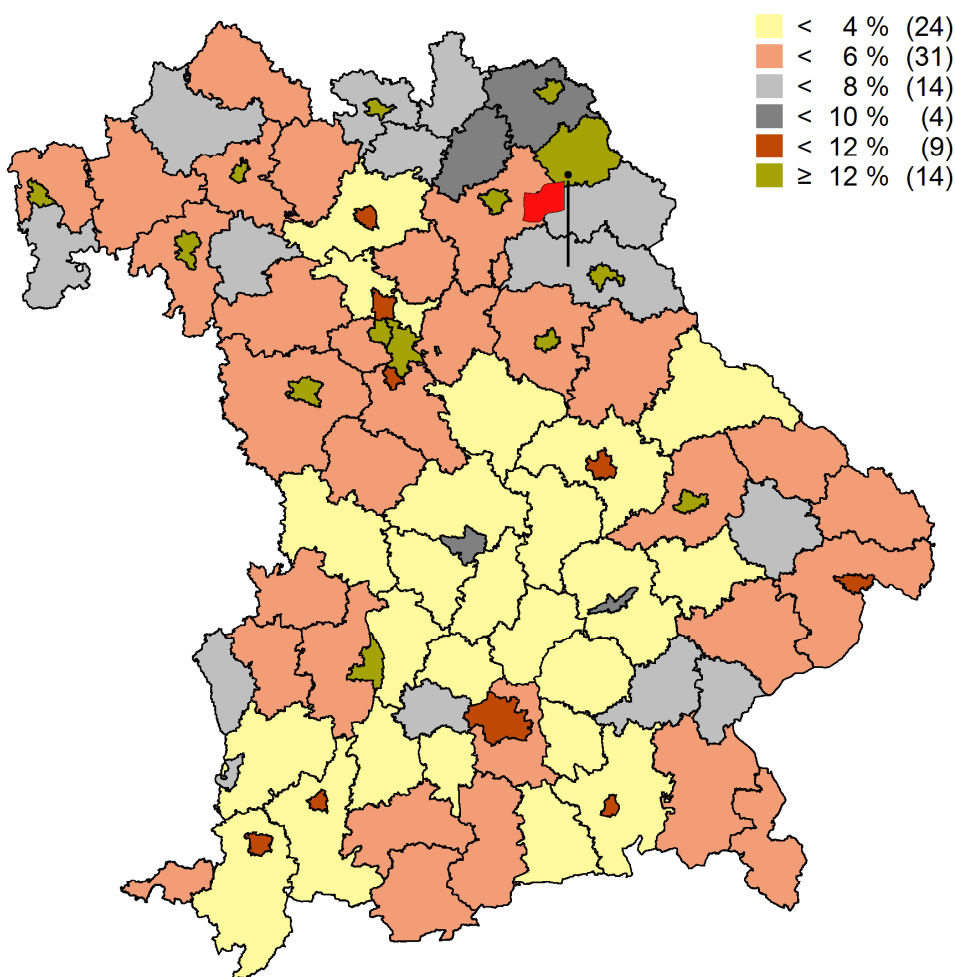 < 4 % (24)
< 6 % (31)
< 8 % (14)
< 10 % (4)
< 12 % (9)
≥ 12 % (14)